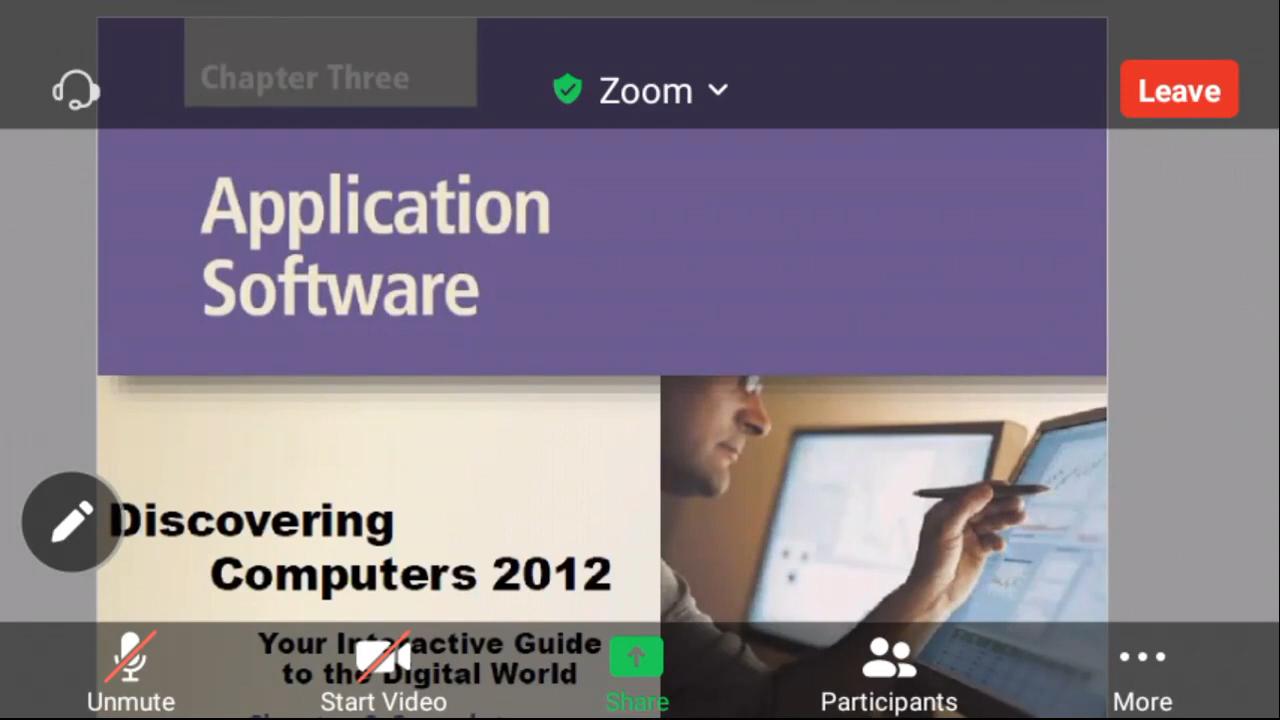 Chapter Three
Zoom
Leave
Application
Software
Discovering
Computers 2012
Your Interactive Guide
to the Digital World
Unmute
Start Video
Share
Participants
More